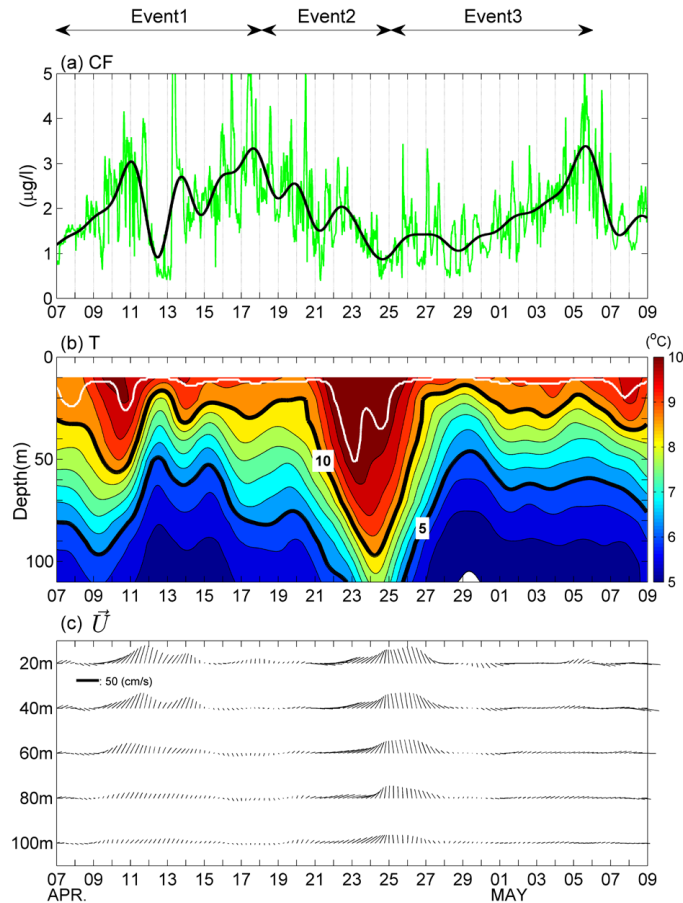 Event1 Event2 Event3
(a) CF
5
4
3
2
1
0
(μg/l)
07 09 11 13 15 17 19 21 23 25 27 29 01 03 05 07 09
(b) T
(°C)
0
50
100
Depth(m)
10
5
10
9
8
7
6
5
07 09 11 13 15 17 19 21 23 25 27 29 01 03 05 07 09
(c) U⃗
20m
: 50 (cm/s)
40m
60m
80m
100m
07 09 11 13 15 17 19 21 23 25 27 29 01 03 05 07 09
APR. MAY